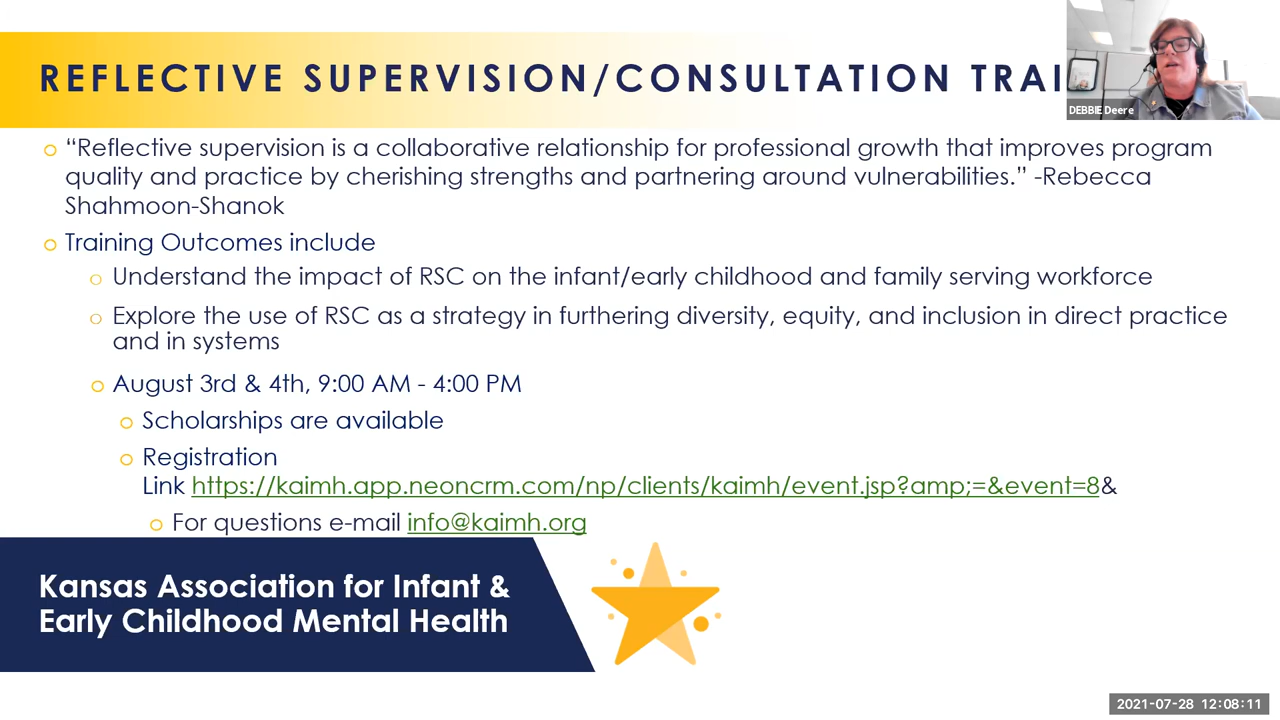 REFLECTIVE SUPERVISION/CONSULTATION TRAI
DEBBIE Deere
“Reflective supervision is a collaborative relationship for professional growth that improves program
quality and practice by cherishing strengths and partnering around vulnerabilities.” -Rebecca
Shahmoon-Shanok
Training Outcomes include
Understand the impact of RSC on the infant/early childhood and family serving workforce
Explore the use of RSC as a strategy in furthering diversity, equity, and inclusion in direct practice
and in systems
August 3rd & 4th, 9:00 AM - 4:00 PM
Scholarships are available
Registration
Link https://kaimh.app.neoncrm.com/np/clients/kaimh/event.jsp?amp;=&event=8&
For questions e-mail info@kaimh.org
Kansas Association for Infant &
Early Childhood Mental Health
2021-07-28 12:08:11